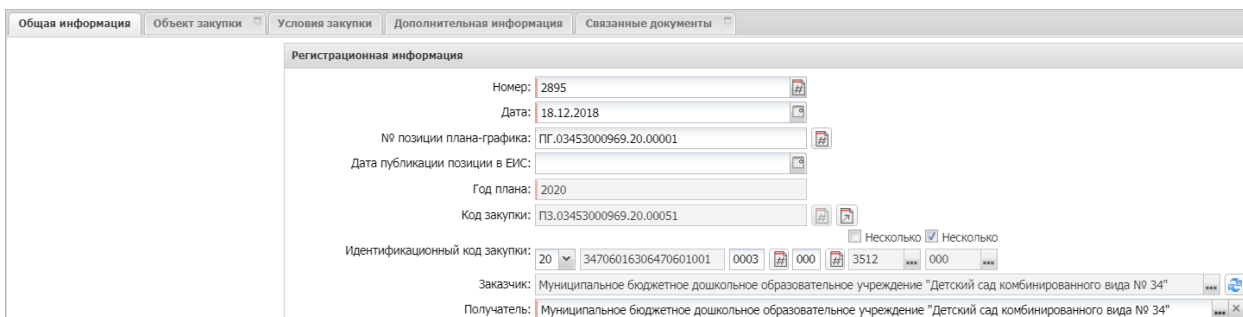 Общая информация Объект закупки Условия закупки Дополнительная информация Связанные документы
Регистрационная информация
Номер: 2895
Дата: 18.12.2018
№ позиции плана-графика: ПГ.03453000969.20.00001
Дата публикации позиции в ЕИС:
Год плана: 2020
Код закупки: ПЗ.03453000969.20.00051
Несколько Несколько
Идентификационный код закупки: 20 34706016306470601001 0003 000 3512 ... 000 ...
Заказчик: Муниципальное бюджетное дошкольное образовательное учреждение "Детский сад комбинированного вида № 34" ...
Получатель: Муниципальное бюджетное дошкольное образовательное учреждение "Детский сад комбинированного вида № 34" ...